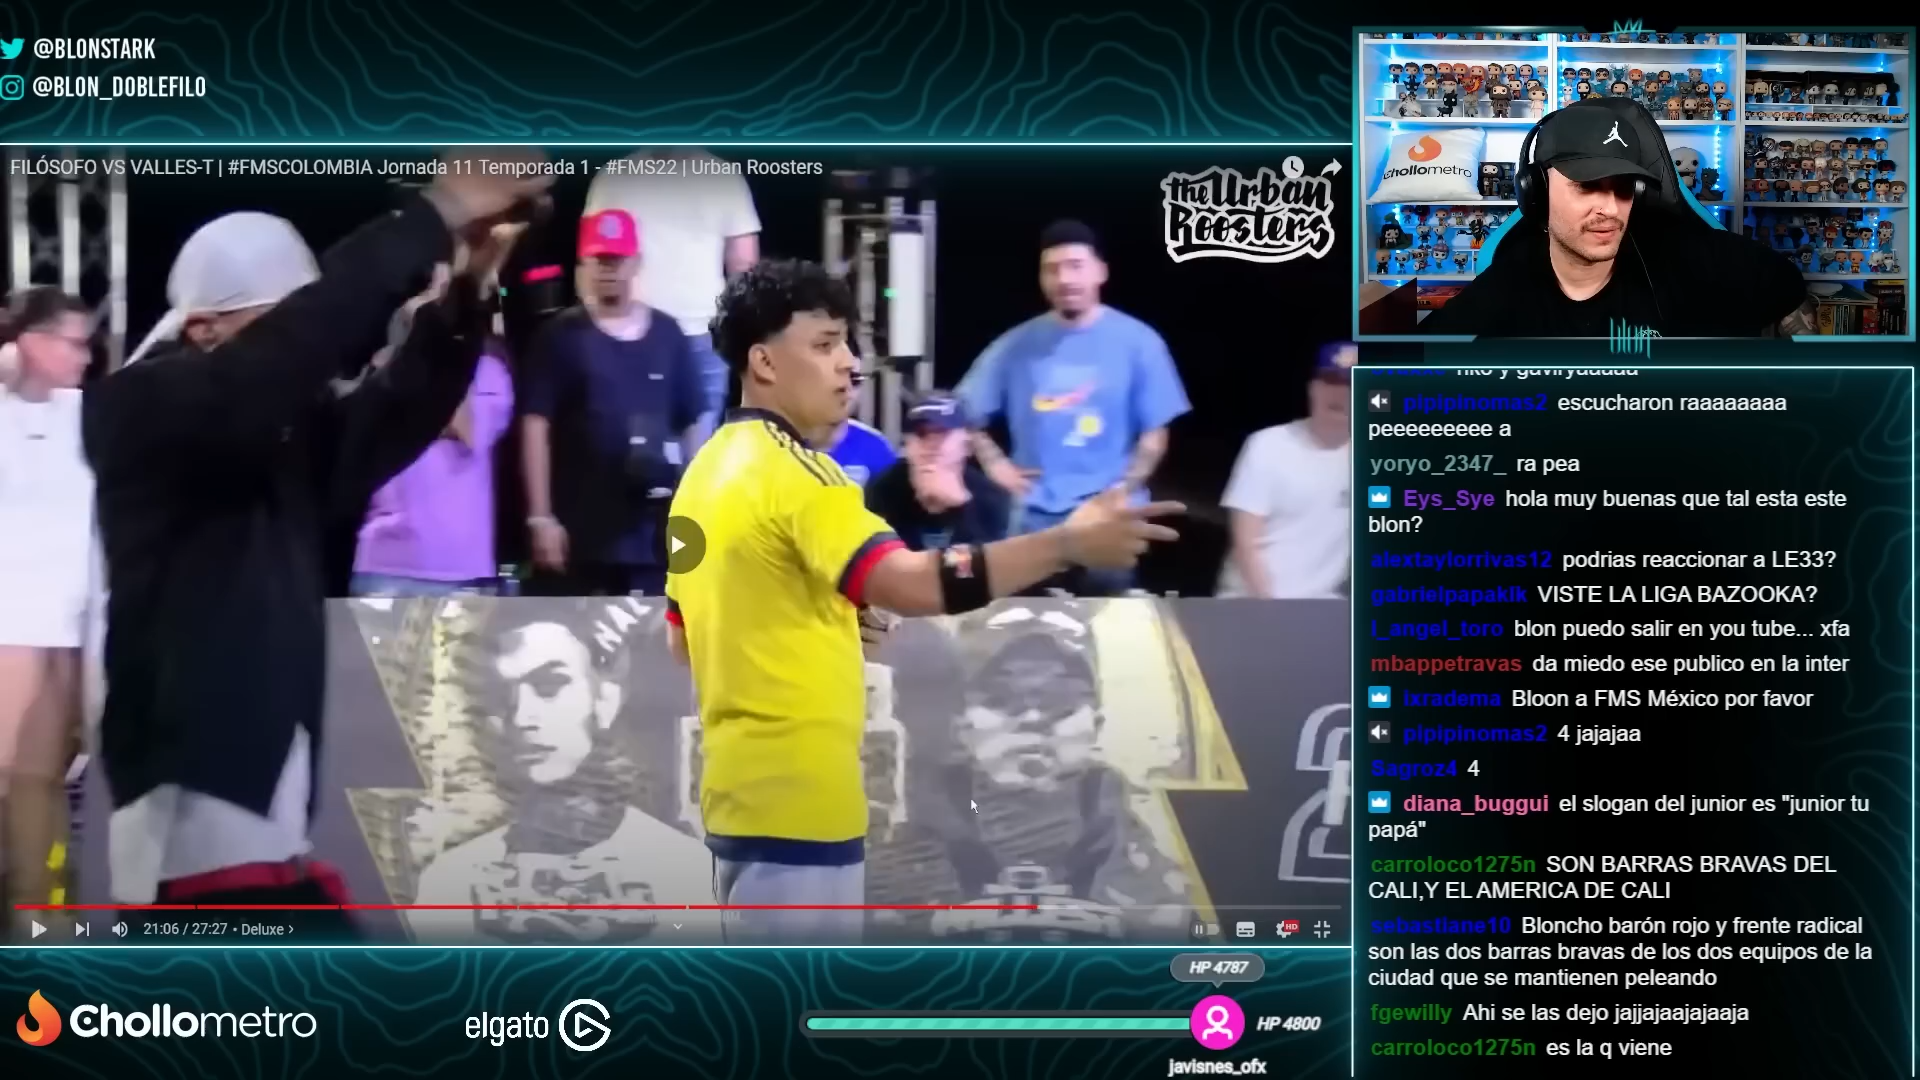 @BLONSTARK
@BLON_DOBLEFILO
FILÓSOFO VS VALLES-T | #FMSCOLOMBIA Jornada 11 Temporada 1 - #FMS22 | Urban Roosters
the Urban
Roosters
Chollometro
pipipinomas2 escucharon raaaaaaaa
peeeeeeeee a
yoryo_2347_ ra pea
Eys_Sye hola muy buenas que tal esta este
blon?
alextaylorrivas12 podrias reaccionar a LE33?
gabrielpapaklk VISTE LA LIGA BAZOOKA?
l_angel_toro blon puedo salir en you tube... xfa
mbappetravas da miedo ese publico en la inter
ixradema Bloon a FMS México por favor
pipipinomas2 4 jajajaa
Sagroz4 4
diana_buggui el slogan del junior es "junior tu
papá"
carroloco1275n SON BARRAS BRAVAS DEL
CALI,Y EL AMERICA DE CALI
sebastiane10 Bloncho barón rojo y frente radical
son las dos barras bravas de los dos equipos de la
ciudad que se mantienen peleando
fgewilly Ahi se las dejo jajjajaajajaaja
carroloco1275n es la q viene
21:06 / 27:27 • Deluxe ›
HD
Chollometro
elgato
HP 4787
HP 4800
javisnes_ofx